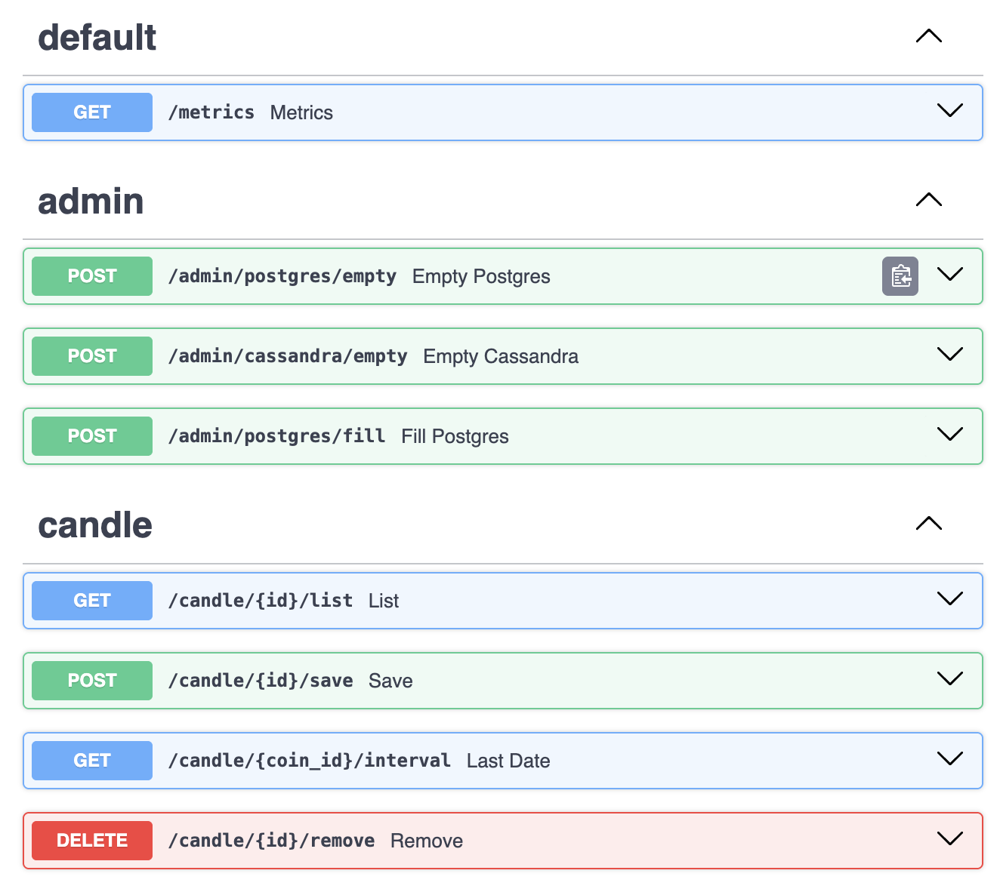 default
GET /metrics Metrics
admin
POST /admin/postgres/empty Empty Postgres
POST /admin/cassandra/empty Empty Cassandra
POST /admin/postgres/fill Fill Postgres
candle
GET /candle/{id}/list List
POST /candle/{id}/save Save
GET /candle/{coin_id}/interval Last Date
DELETE /candle/{id}/remove Remove